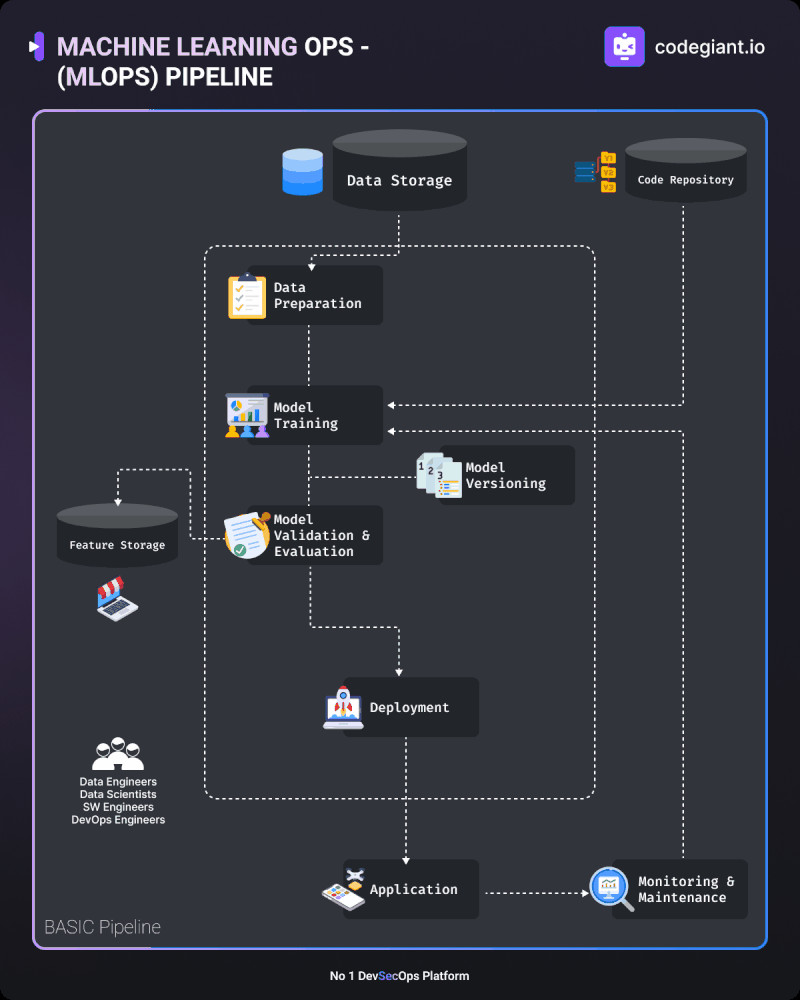 MACHINE LEARNING OPS -
(MLOPS) PIPELINE
codegiant.io
Data Storage
V1
V2
V3
Code Repository
Data
Preparation
Model
Training
1
2
3
Model
Versioning
Model
Validation &
Evaluation
Feature Storage
Deployment
Data Engineers
Data Scientists
SW Engineers
DevOps Engineers
Application
Monitoring &
Maintenance
BASIC Pipeline
No 1 DevSecOps Platform